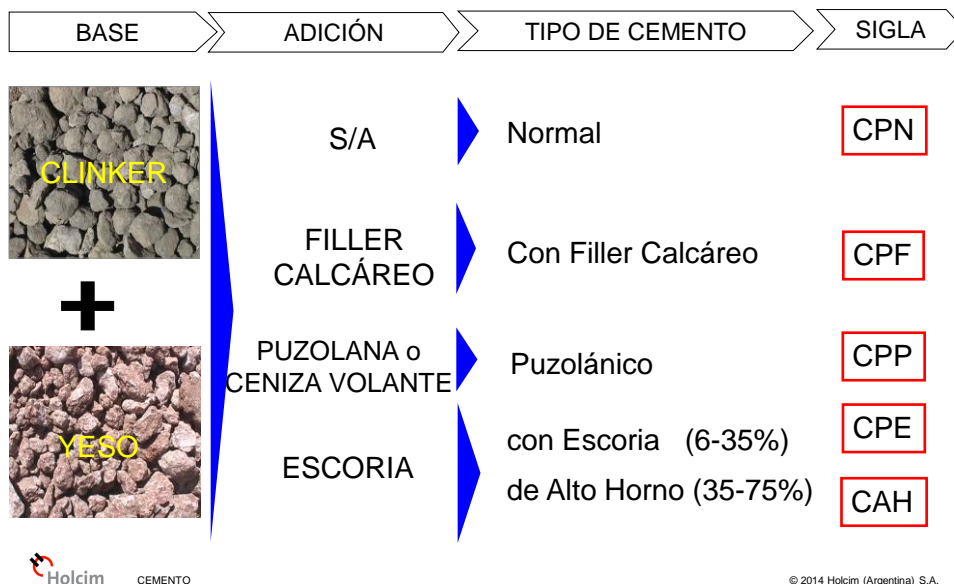 BASE
ADICIÓN
TIPO DE CEMENTO
SIGLA
CLINKER
YESO
S/A
Normal
CPN
FILLER
CALCÁREO
Con Filler Calcáreo
CPF
PUZOLANA o
CENIZA VOLANTE
Puzolánico
CPP
ESCORIA
con Escoria (6-35%)
CPE
de Alto Horno (35-75%)
CAH
Holcim
CEMENTO
© 2014 Holcim (Argentina) S.A.